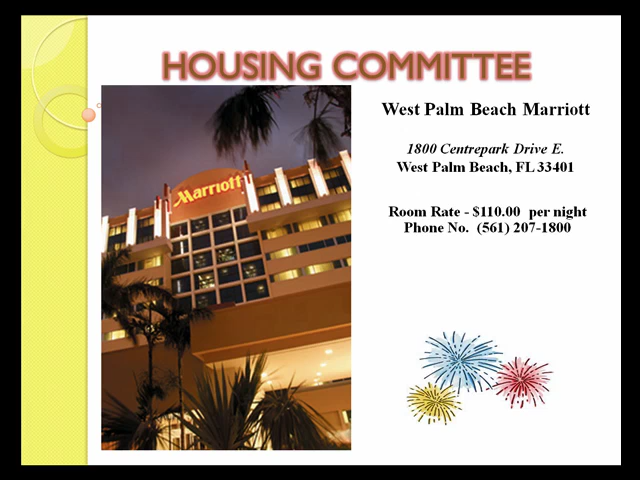 HOUSING COMMITTEE
West Palm Beach Marriott
1800 Centrepark Drive E.
West Palm Beach, FL 33401
Room Rate - $110.00 per night
Phone No. (561) 207-1800
Marriott